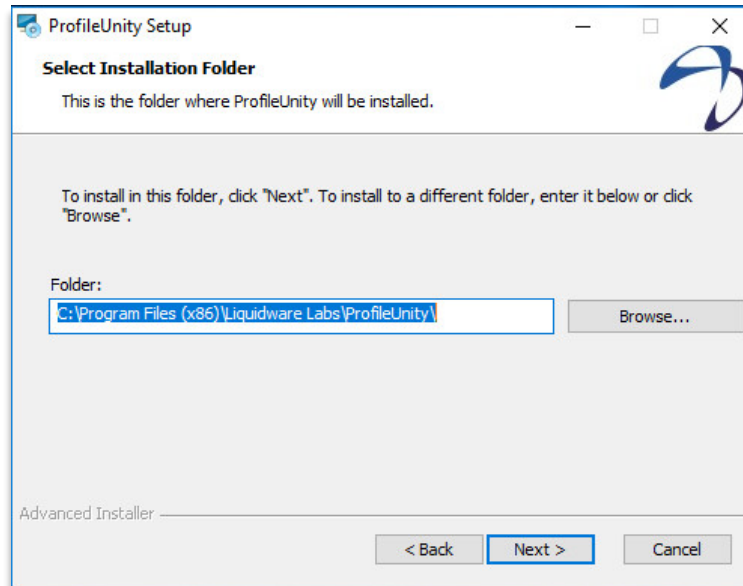 ProfileUnity Setup
Select Installation Folder
This is the folder where ProfileUnity will be installed.
To install in this folder, click "Next". To install to a different folder, enter it below or click
"Browse".
Folder:
C:\Program Files (x86)\Liquidware Labs\ProfileUnity\
Browse...
Advanced Installer
< Back
Next >
Cancel